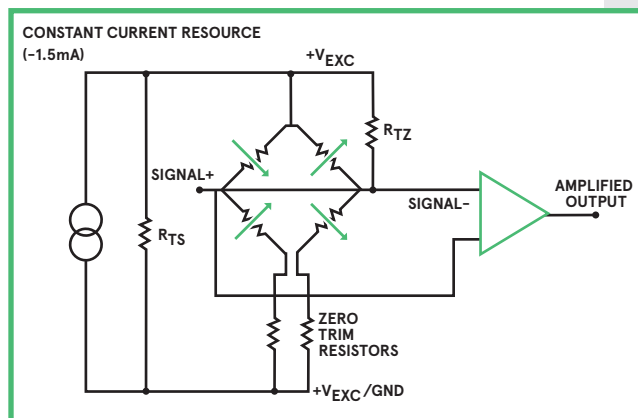 CONSTANT CURRENT RESOURCE
(-1.5mA)
+VEXC
RTZ
SIGNAL+
SIGNAL-
AMPLIFIED
OUTPUT
RTS
ZERO
TRIM
RESISTORS
+VEXC/GND